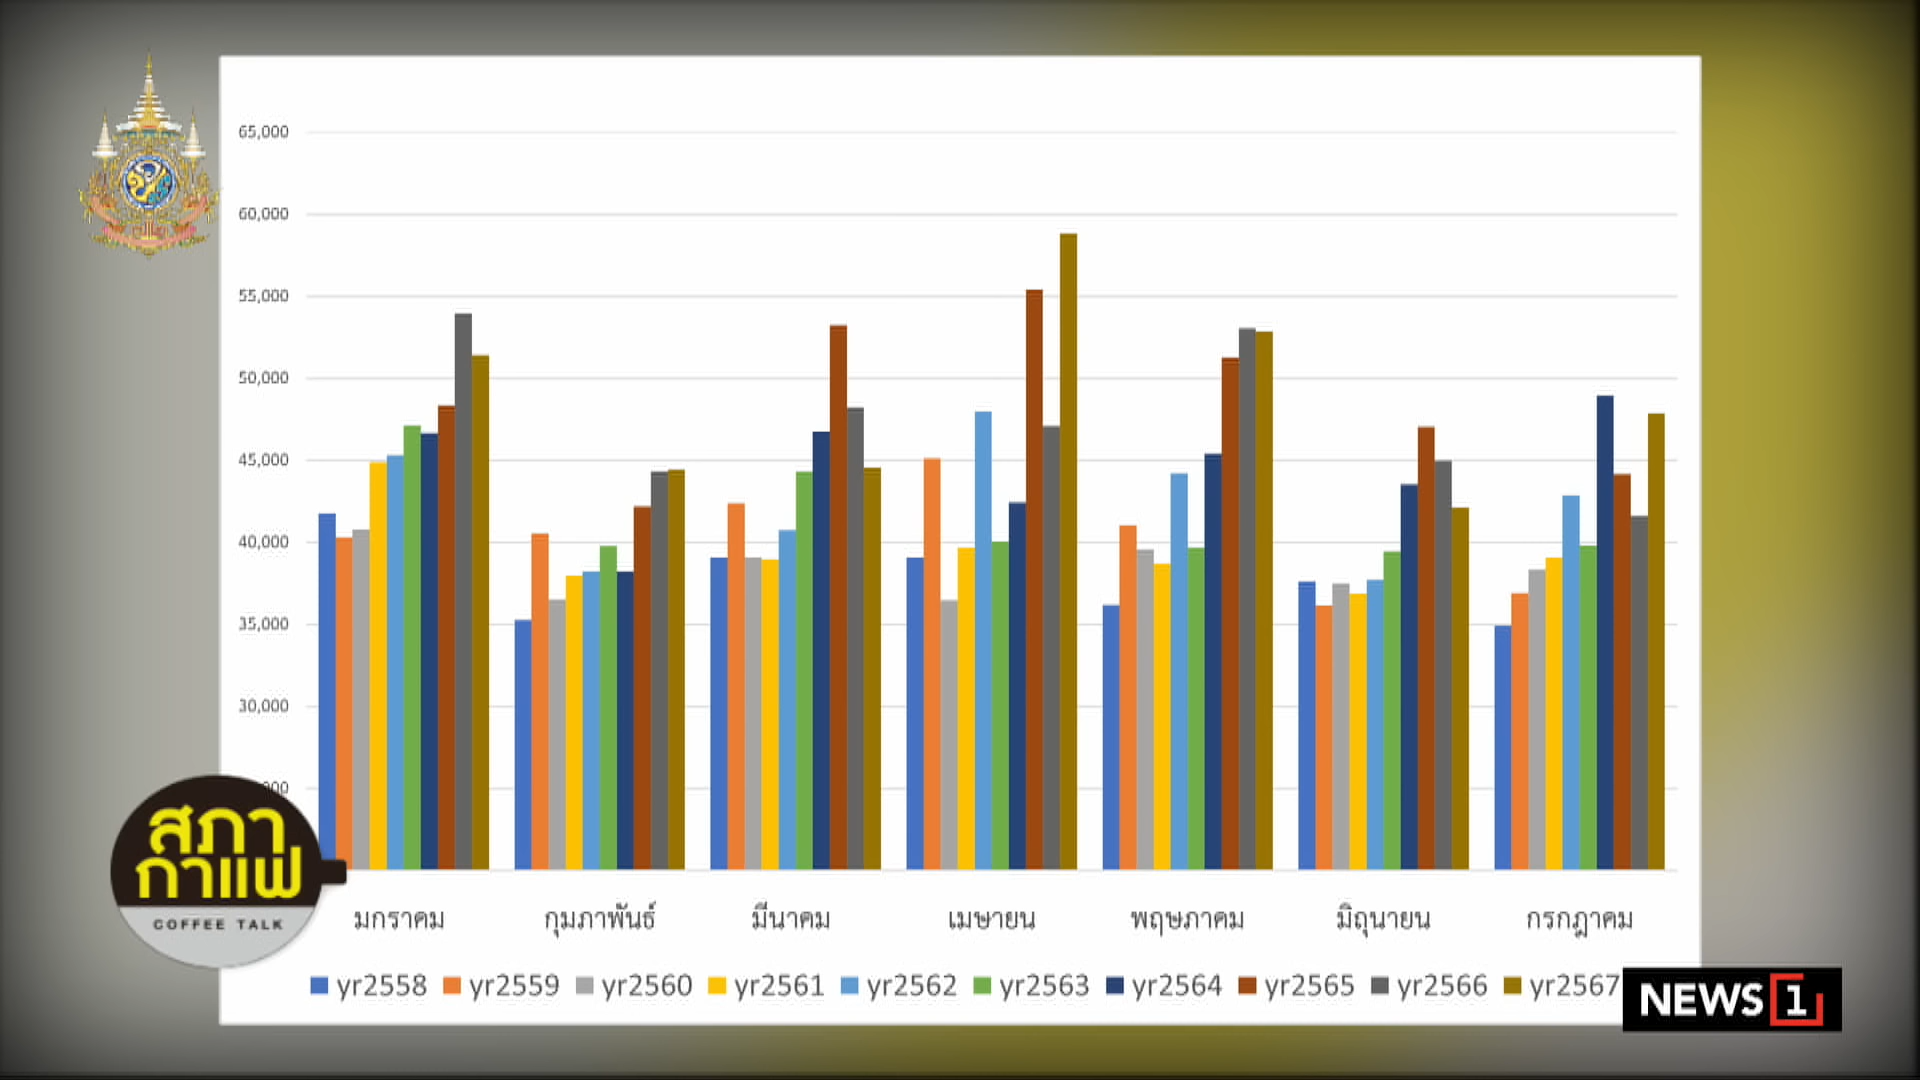 65,000
60,000
55,000
50,000
45,000
40,000
35,000
30,000
สภา
กาแฟ
COFFEE TALK
มกราคม กุมภาพันธ์ มีนาคม เมษายน พฤษภาคม มิถุนายน กรกฎาคม
yr2558 yr2559 yr2560 yr2561 yr2562 yr2563 yr2564 yr2565 yr2566 yr2567
NEWS 1